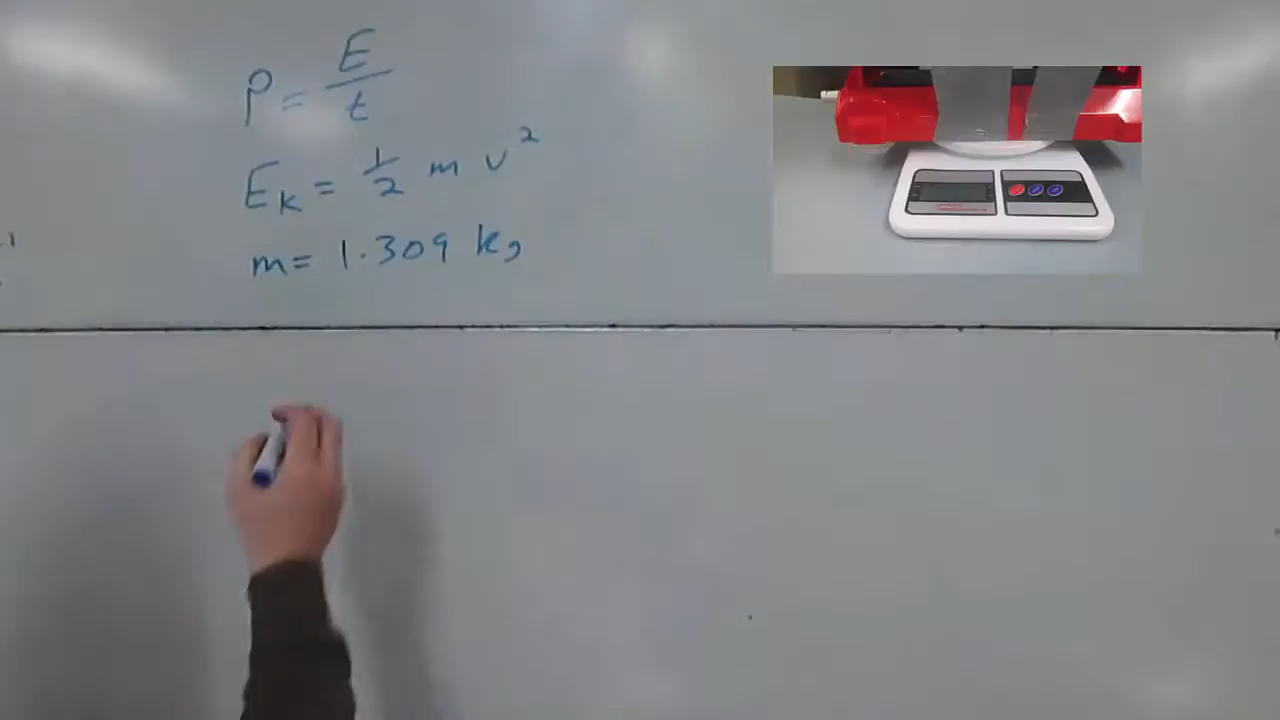 P = E/t
Eₖ = 1/2 m v²
m = 1.309 kg